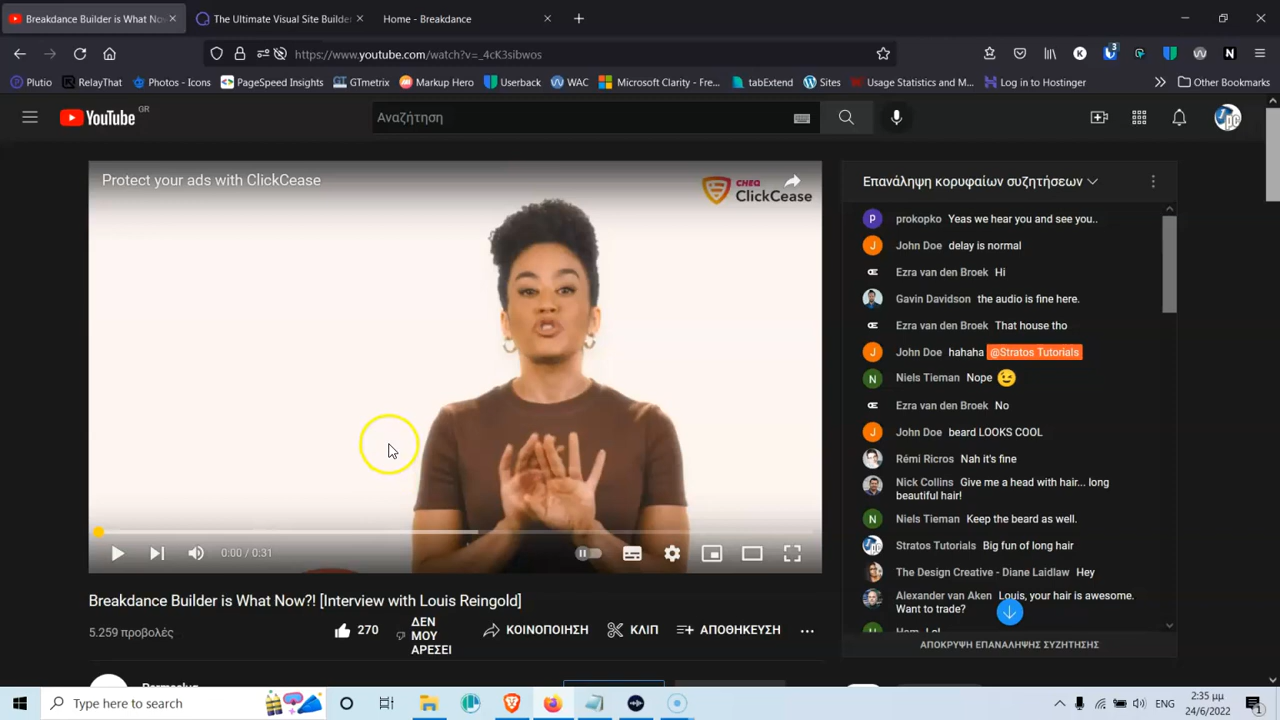 Breakdance Builder is What No
The Ultimate Visual Site Builder
Home - Breakdance
https://www.youtube.com/watch?v=_4cK3sibwos
Plutio
RelayThat
Photos - Icons
PageSpeed Insights
GTmetrix
Markup Hero
Userback
WAC
Microsoft Clarity - Fre...
tabExtend
Sites
Usage Statistics and M...
Log in to Hostinger
Other Bookmarks
YouTube GR
Αναζήτηση
Protect your ads with ClickCease
CHEQ
ClickCease
0:00 / 0:31
Breakdance Builder is What Now?! [Interview with Louis Reingold]
5.259 προβολές
270
ΔΕΝ
ΜΟΥ
ΑΡΕΣΕΙ
ΚΟΙΝΟΠΟΙΗΣΗ
ΚΛΙΠ
ΑΠΟΘΗΚΕΥΣΗ
Επανάληψη κορυφαίων συζητήσεων
prokopko Yeas we hear you and see you..
John Doe delay is normal
Ezra van den Broek Hi
Gavin Davidson the audio is fine here.
Ezra van den Broek That house tho
John Doe hahaha @Stratos Tutorials
Niels Tieman Nope
Ezra van den Broek No
John Doe beard LOOKS COOL
Rémi Ricros Nah it's fine
Nick Collins Give me a head with hair... long
beautiful hair!
Niels Tieman Keep the beard as well.
Stratos Tutorials Big fun of long hair
The Design Creative - Diane Laidlaw Hey
Alexander van Aken Louis, your hair is awesome.
Want to trade?
ΑΠΟΚΡΥΨΗ ΕΠΑΝΑΛΗΨΗΣ ΣΥΖΗΤΗΣΗΣ
Type here to search
ΕΝG
2:35 μμ
24/6/2022